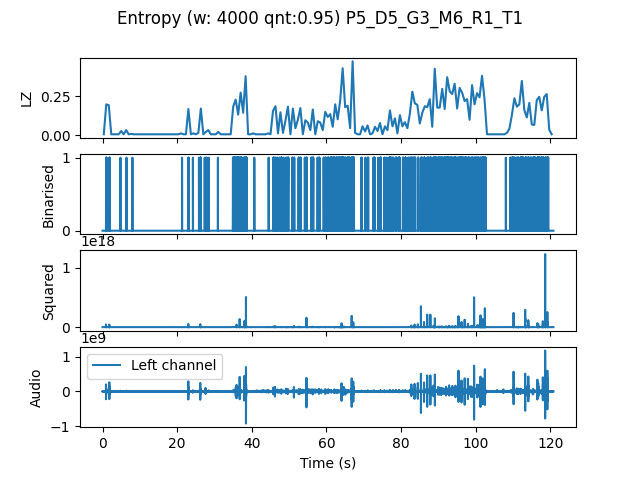 Entropy (w: 4000 qnt:0.95) P5_D5_G3_M6_R1_T1
LZ
0.25
0.00
Binarised
1
0
1e18
Squared
1
0
1e9
Audio
1
0
−1
Left channel
0 20 40 60 80 100 120
Time (s)